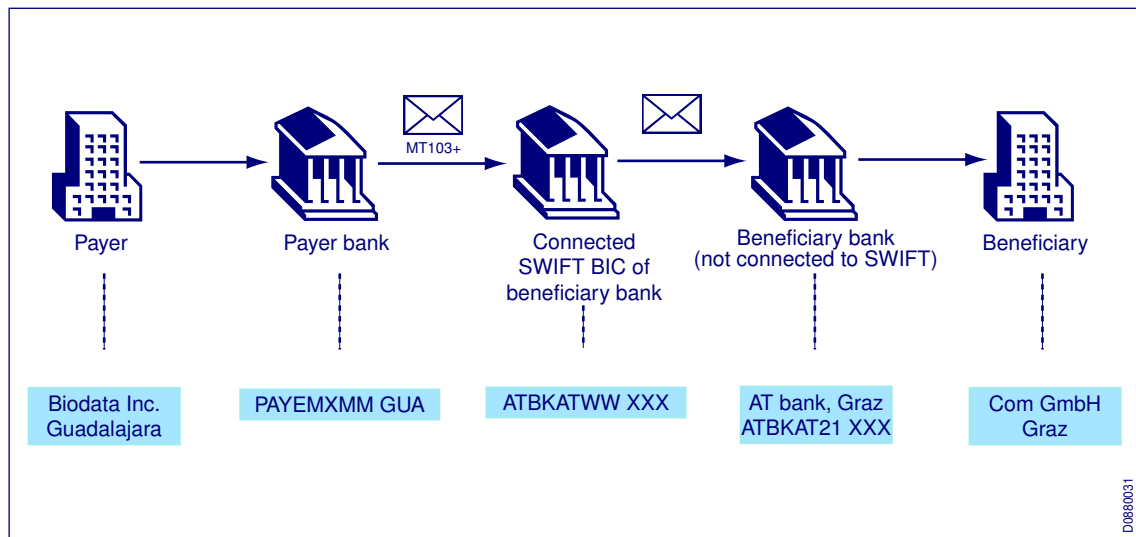 MT103+
Payer
Payer bank
Connected
SWIFT BIC of
beneficiary bank
Beneficiary bank
(not connected to SWIFT)
Beneficiary
Biodata Inc.
Guadalajara
PAYEMXMM GUA
ATBKATWW XXX
AT bank, Graz
ATBKAT21 XXX
Com GmbH
Graz
D0880031